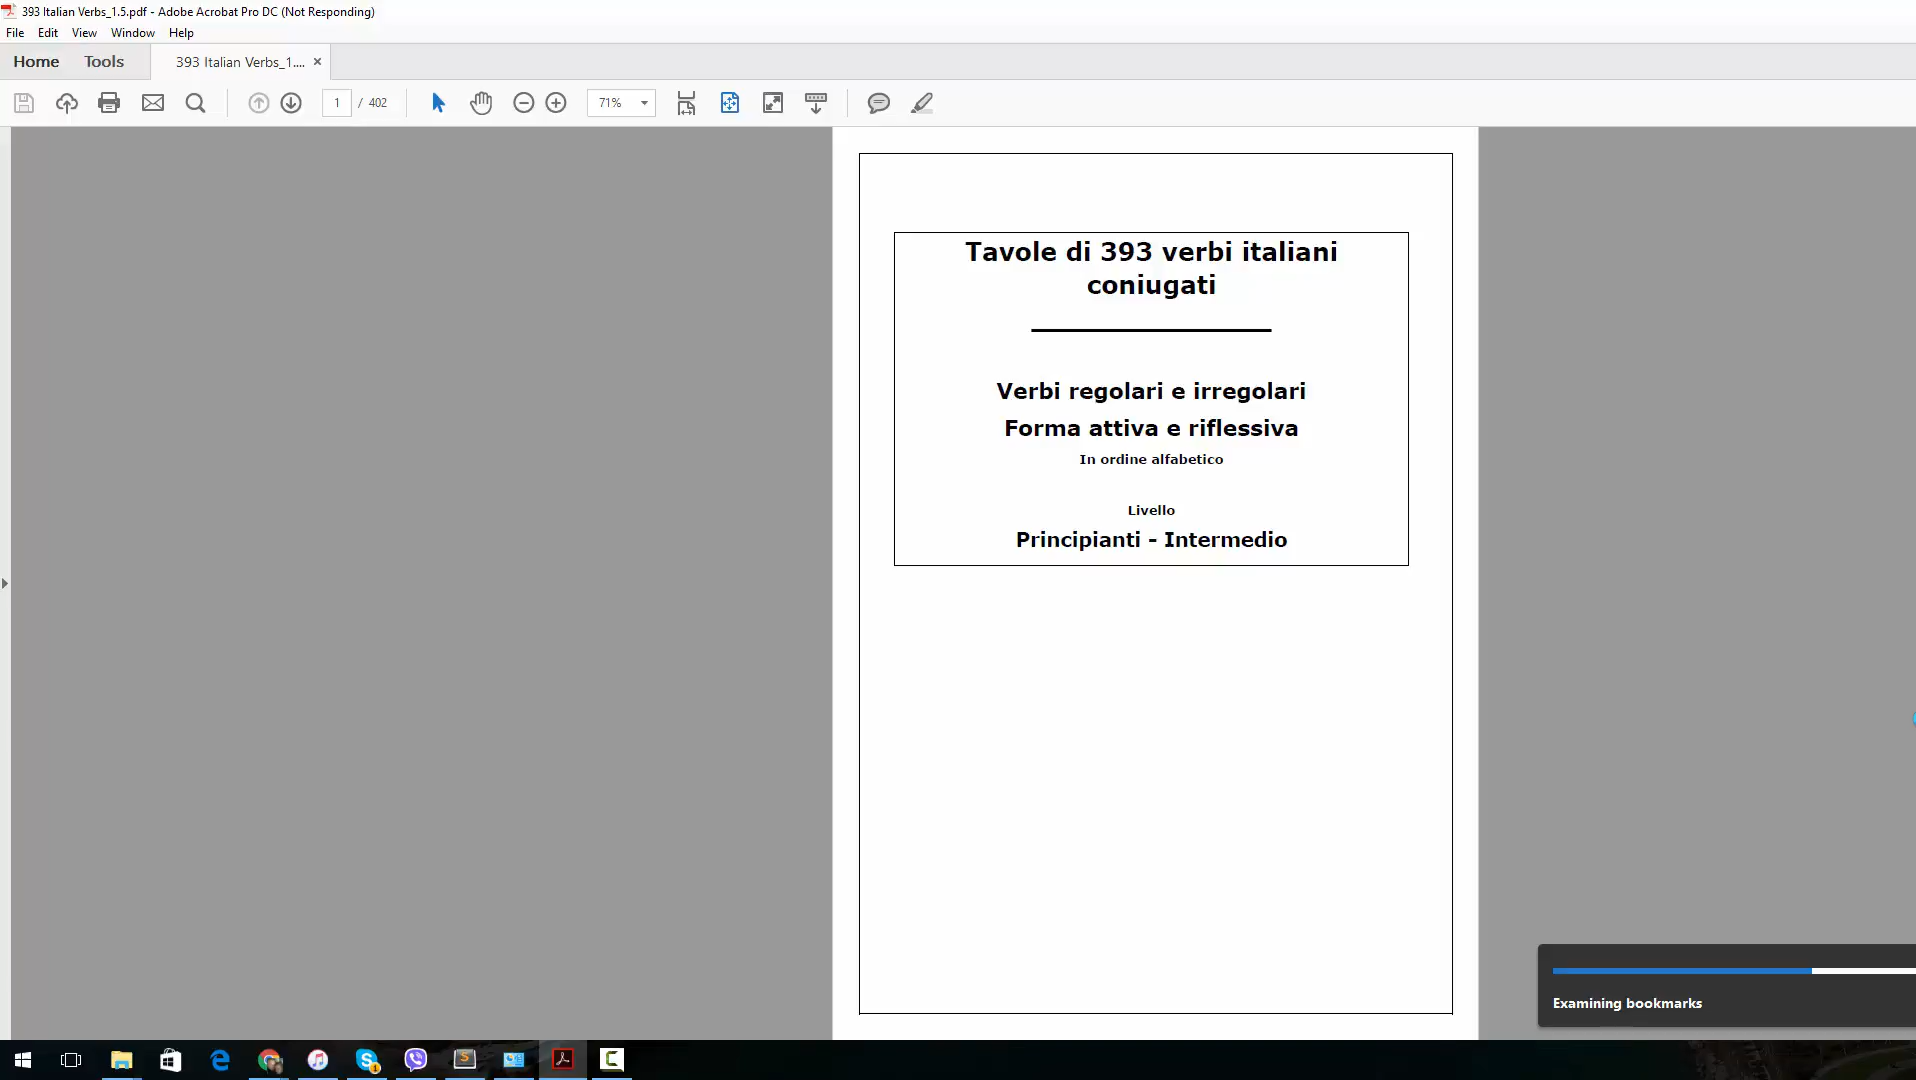 393 Italian Verbs_1.5.pdf - Adobe Acrobat Pro DC (Not Responding)
File Edit View Window Help
Home Tools 393 Italian Verbs_1.... ×
1 / 402 71%
Tavole di 393 verbi italiani
coniugati
Verbi regolari e irregolari
Forma attiva e riflessiva
In ordine alfabetico
Livello
Principianti - Intermedio
Examining bookmarks